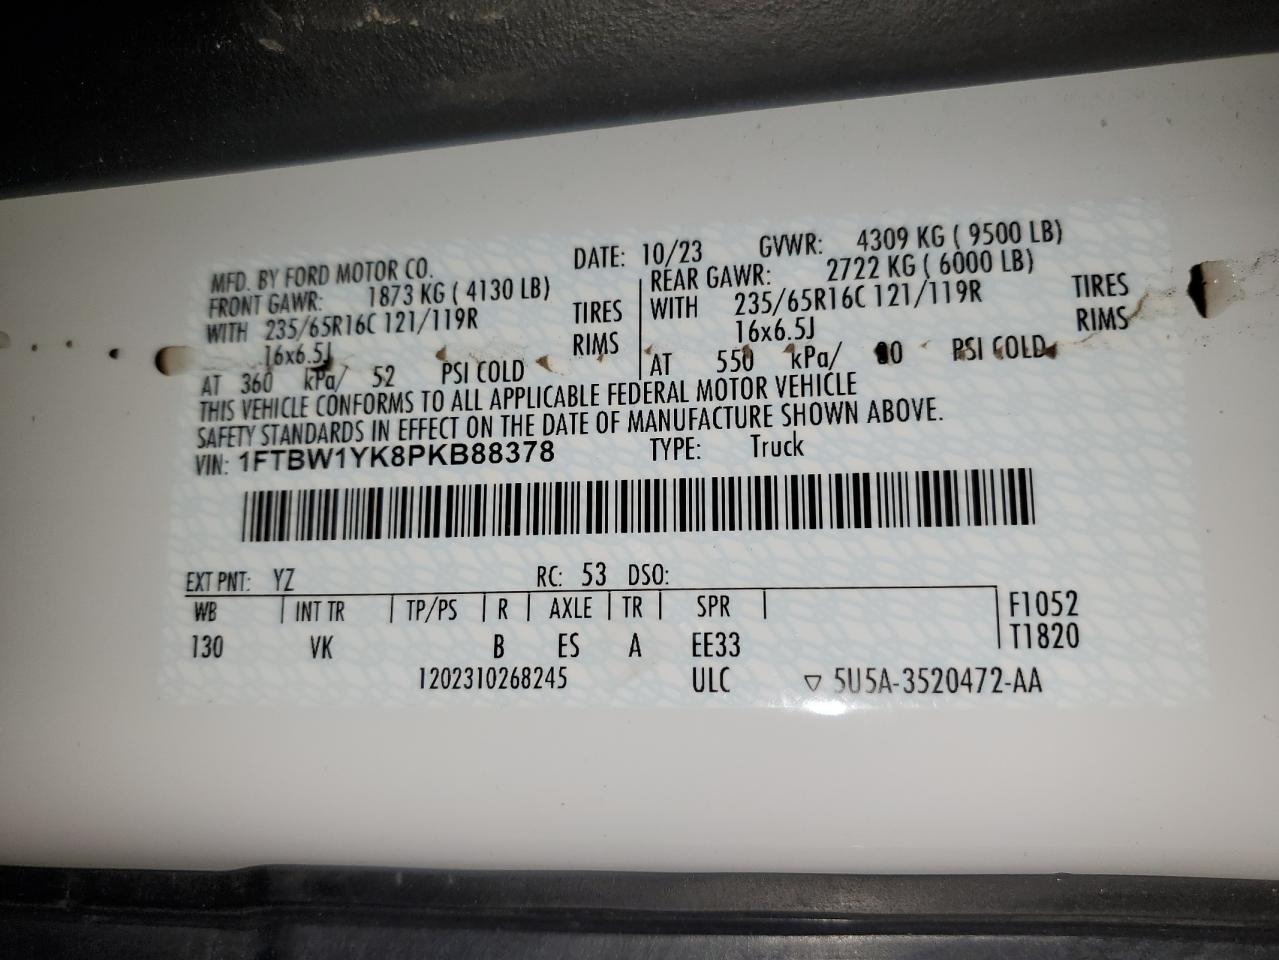 MFD. BY FORD MOTOR CO. DATE: 10/23 GVWR: 4309 KG ( 9500 LB)
FRONT GAWR: 1873 KG ( 4130 LB) REAR GAWR: 2722 KG ( 6000 LB)
WITH 235/65R16C 121/119R TIRES WITH 235/65R16C 121/119R TIRES
16x6.5J RIMS 16x6.5J RIMS
AT 360 kPa/ 52 PSI COLD AT 550 kPa/ PSI COLD
THIS VEHICLE CONFORMS TO ALL APPLICABLE FEDERAL MOTOR VEHICLE
SAFETY STANDARDS IN EFFECT ON THE DATE OF MANUFACTURE SHOWN ABOVE.
VIN: 1FTBW1YK8PKB88378 TYPE: Truck
EXT PNT: YZ RC: 53 DSO:
WB INT TR TP/PS R AXLE TR SPR F1052
130 VK B ES A EE33 T1820
1202310268245 ULC ▽ 5U5A-3520472-AA